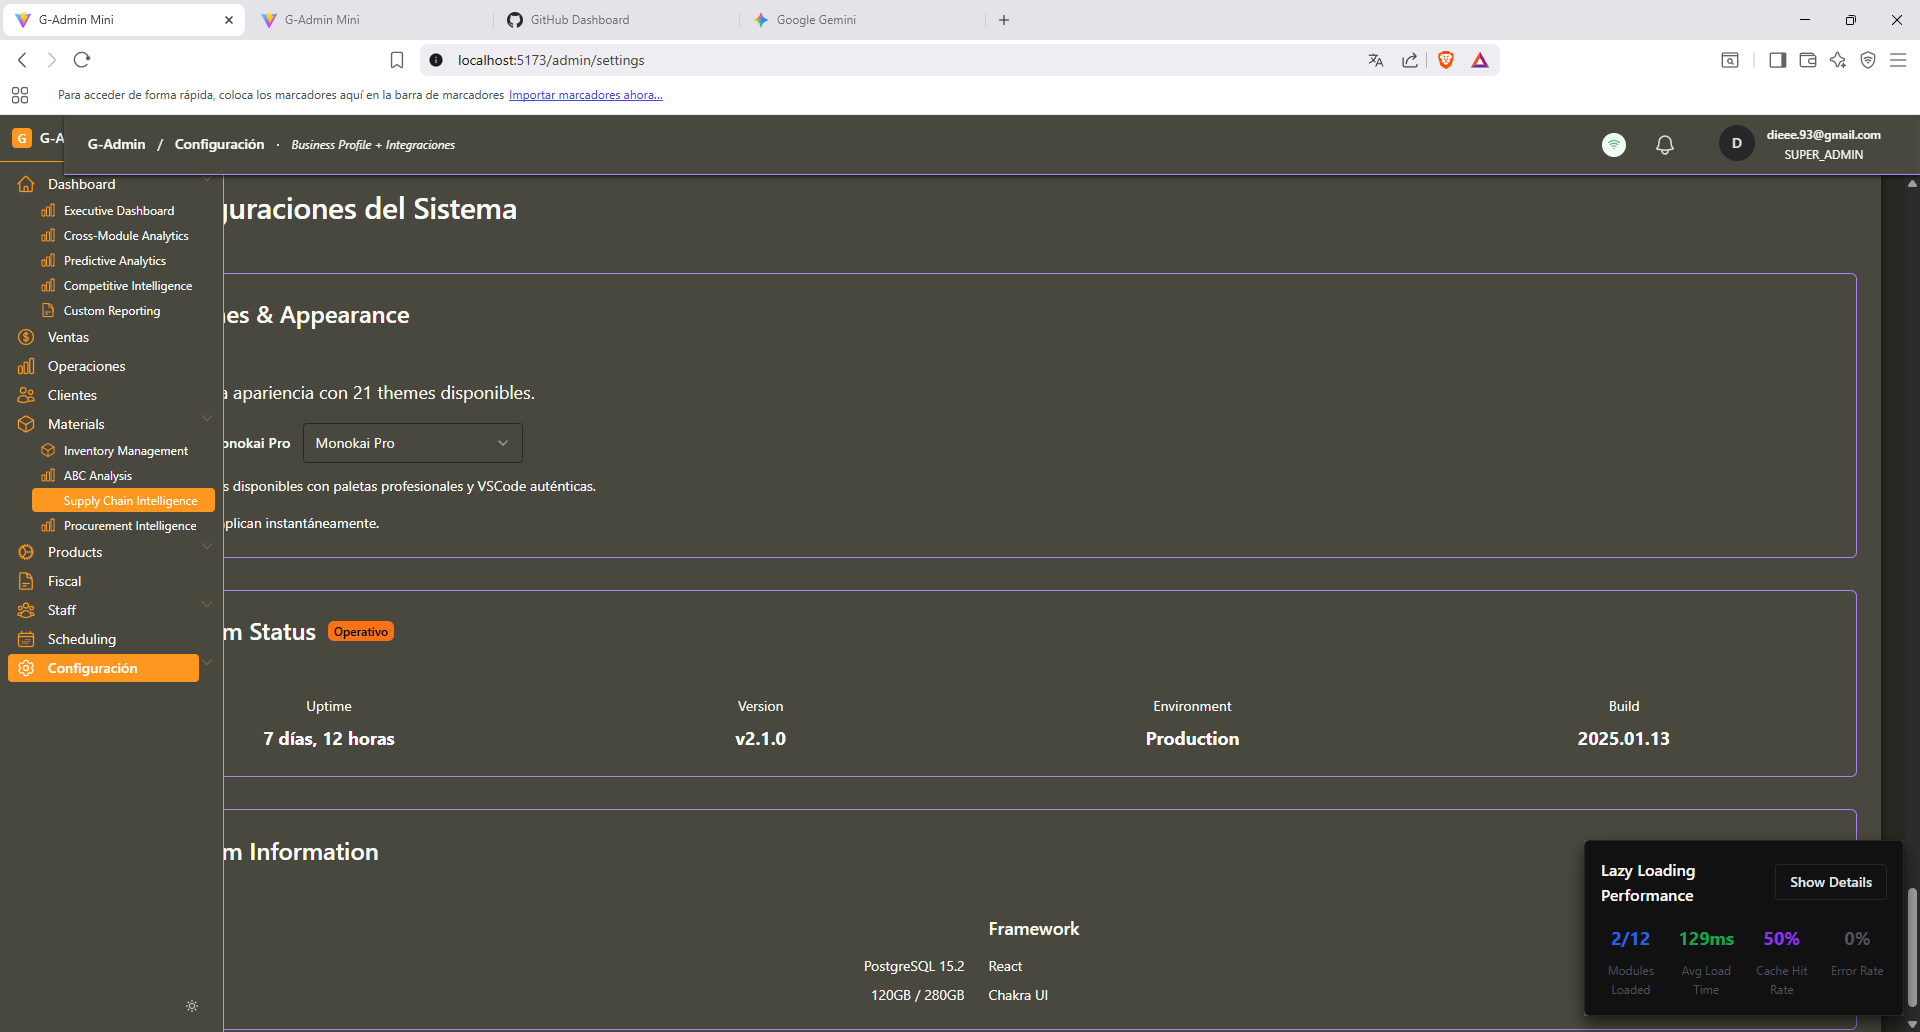 G-Admin Mini
G-Admin Mini
GitHub Dashboard
Google Gemini
localhost:5173/admin/settings
Para acceder de forma rápida, coloca los marcadores aquí en la barra de marcadores Importar marcadores ahora...
G G-A
G-Admin / Configuración · Business Profile + Integraciones
D
dieee.93@gmail.com
SUPER_ADMIN
Dashboard
Executive Dashboard
Cross-Module Analytics
Predictive Analytics
Competitive Intelligence
Custom Reporting
Ventas
Operaciones
Clientes
Materials
Inventory Management
ABC Analysis
Supply Chain Intelligence
Procurement Intelligence
Products
Fiscal
Staff
Scheduling
Configuración
guraciones del Sistema
es & Appearance
a apariencia con 21 themes disponibles.
onokai Pro
Monokai Pro
s disponibles con paletas profesionales y VSCode auténticas.
plican instantáneamente.
m Status Operativo
Uptime
7 días, 12 horas
Version
v2.1.0
Environment
Production
Build
2025.01.13
m Information
Framework
PostgreSQL 15.2 React
120GB / 280GB Chakra UI
Lazy Loading
Performance
Show Details
2/12
Modules
Loaded
129ms
Avg Load
Time
50%
Cache Hit
Rate
0%
Error Rate